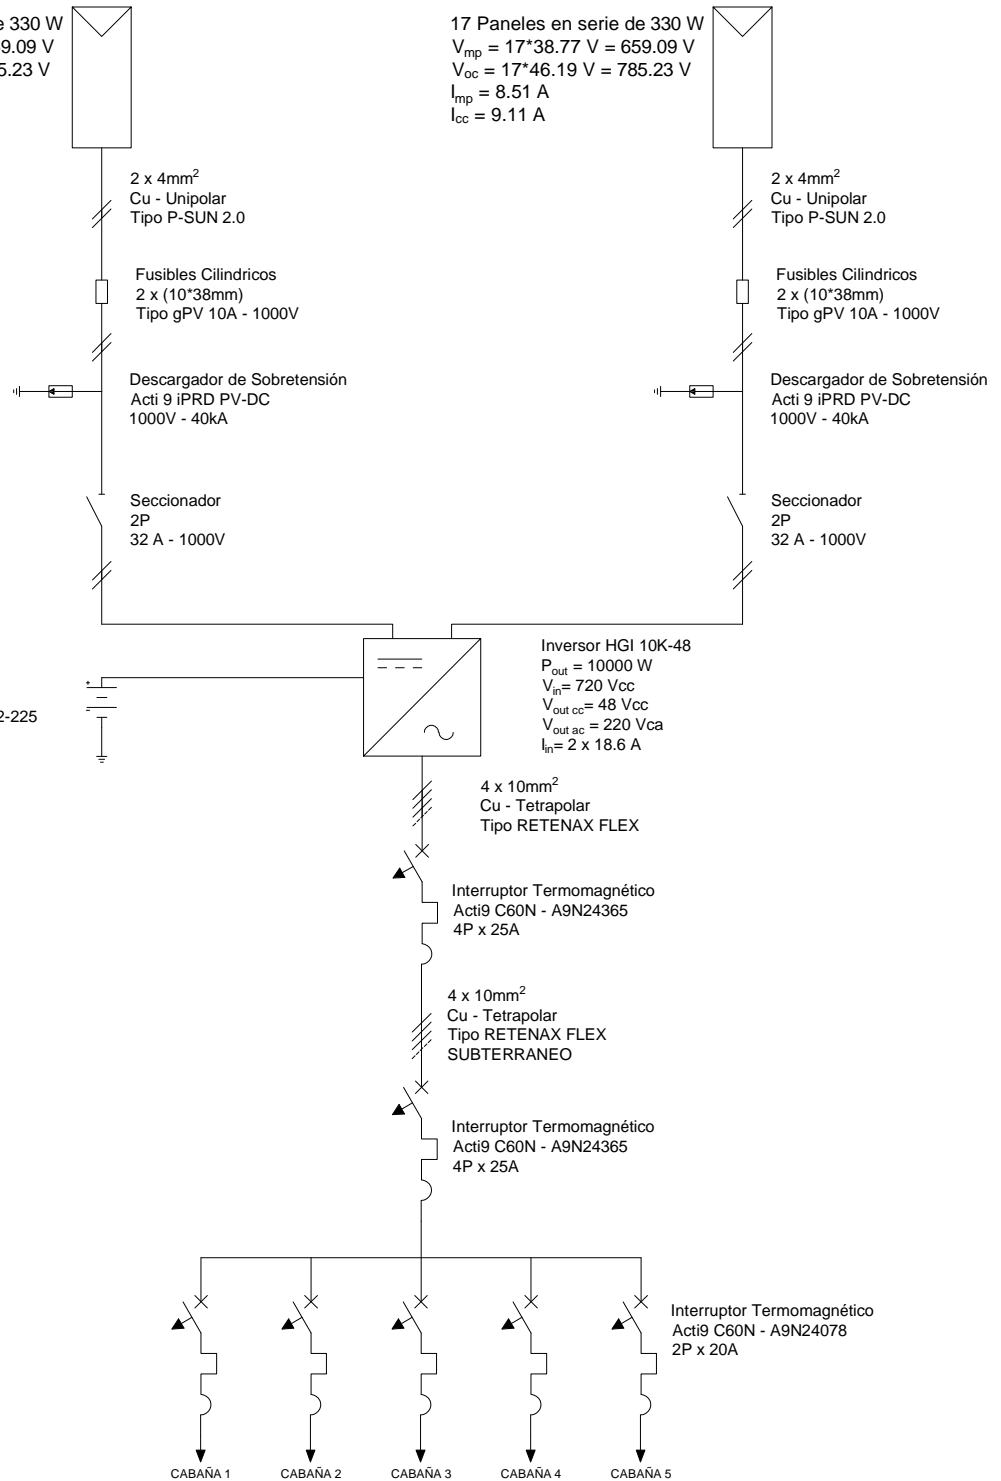 e 330 W
9.09 V
5.23 V
17 Paneles en serie de 330 W
Vmp = 17*38.77 V = 659.09 V
Voc = 17*46.19 V = 785.23 V
Imp = 8.51 A
Icc = 9.11 A
2 x 4mm²
Cu - Unipolar
Tipo P-SUN 2.0
2 x 4mm²
Cu - Unipolar
Tipo P-SUN 2.0
Fusibles Cilindricos
2 x (10*38mm)
Tipo gPV 10A - 1000V
Fusibles Cilindricos
2 x (10*38mm)
Tipo gPV 10A - 1000V
Descargador de Sobretensión
Acti 9 iPRD PV-DC
1000V - 40kA
Descargador de Sobretensión
Acti 9 iPRD PV-DC
1000V - 40kA
Seccionador
2P
32 A - 1000V
Seccionador
2P
32 A - 1000V
Inversor HGI 10K-48
Pout = 10000 W
Vin= 720 Vcc
Vout cc= 48 Vcc
Vout ac = 220 Vca
Iin= 2 x 18.6 A
2-225
4 x 10mm²
Cu - Tetrapolar
Tipo RETENAX FLEX
Interruptor Termomagnético
Acti9 C60N - A9N24365
4P x 25A
4 x 10mm²
Cu - Tetrapolar
Tipo RETENAX FLEX
SUBTERRANEO
Interruptor Termomagnético
Acti9 C60N - A9N24365
4P x 25A
Interruptor Termomagnético
Acti9 C60N - A9N24078
2P x 20A
CABAÑA 1
CABAÑA 2
CABAÑA 3
CABAÑA 4
CABAÑA 5